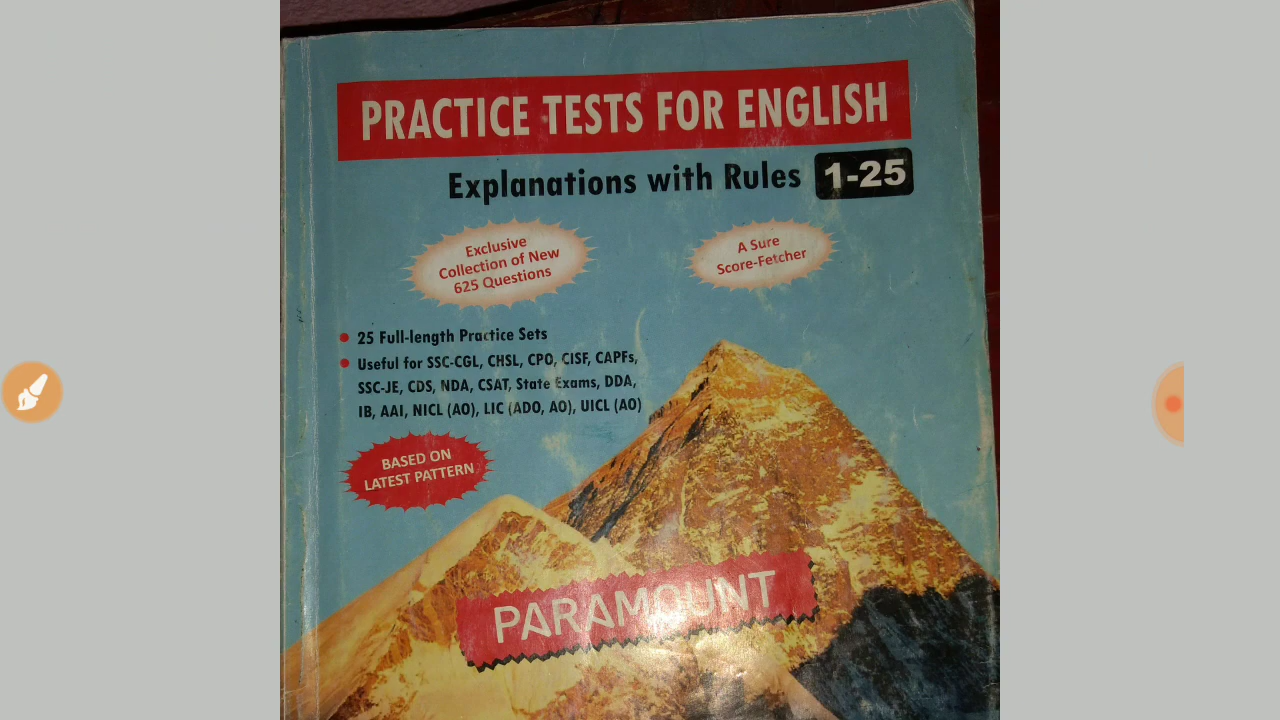 PRACTICE TESTS FOR ENGLISH
Explanations with Rules 1-25
Exclusive
Collection of New
625 Questions
A Sure
Score-Fetcher
25 Full-length Practice Sets
Useful for SSC-CGL, CHSL, CPO, CISF, CAPFs,
SSC-JE, CDS, NDA, CSAT, State Exams, DDA,
IB, AAI, NICL (AO), LIC (ADO, AO), UICL (AO)
BASED ON
LATEST PATTERN
PARAMOUNT